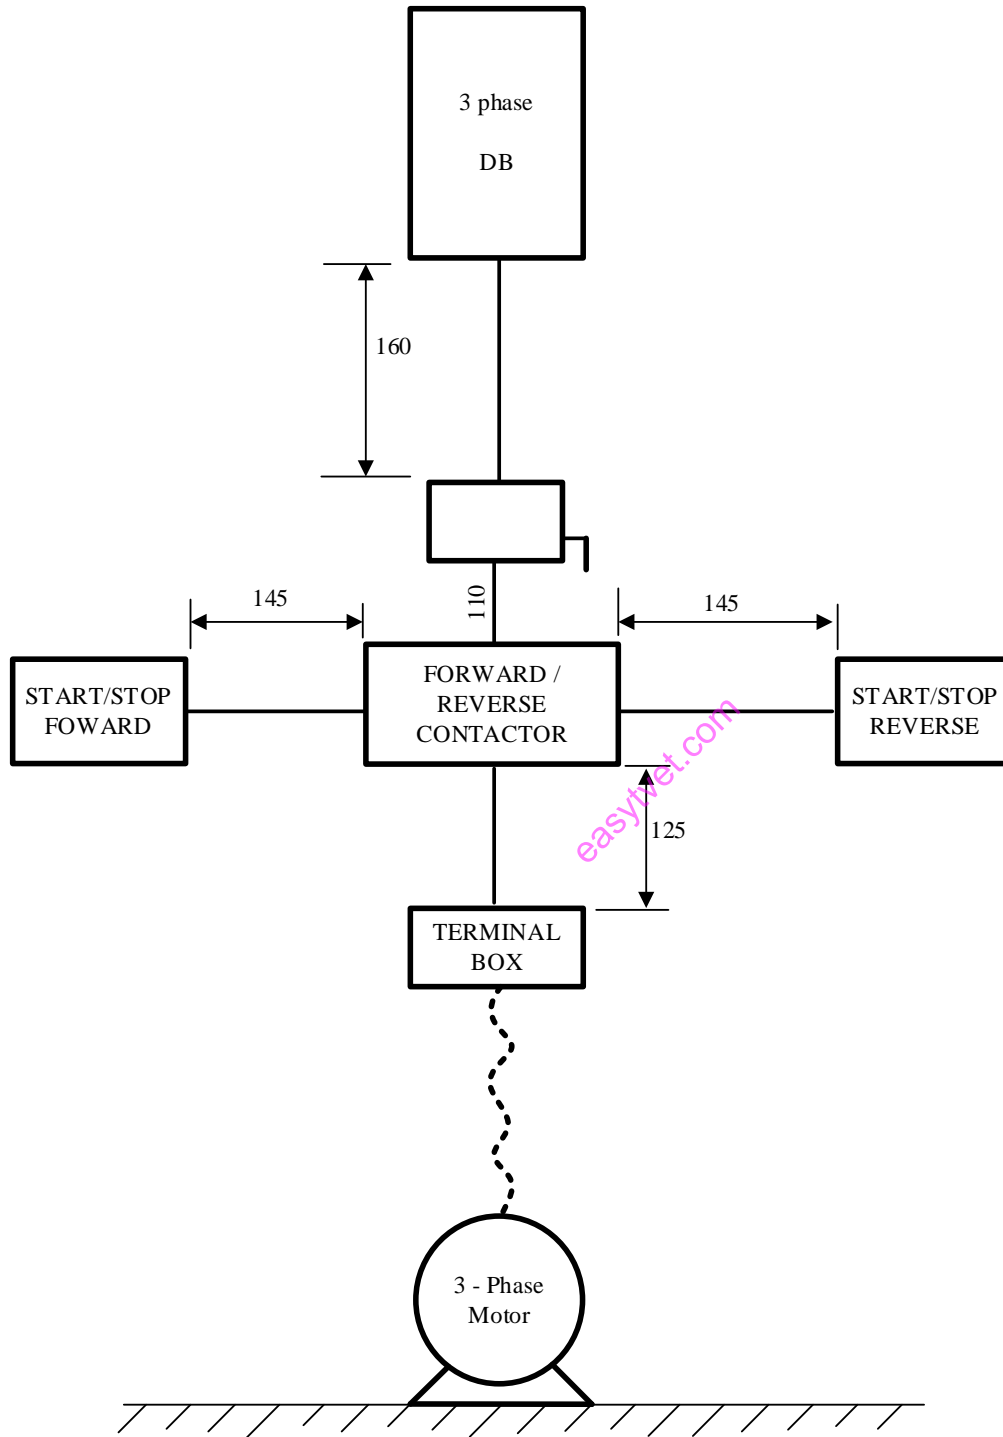 3 phase
DB
160
110
145
145
START/STOP
FOWARD
FORWARD /
REVERSE
CONTACTOR
START/STOP
REVERSE
easytvet.com
125
TERMINAL
BOX
3 - Phase
Motor